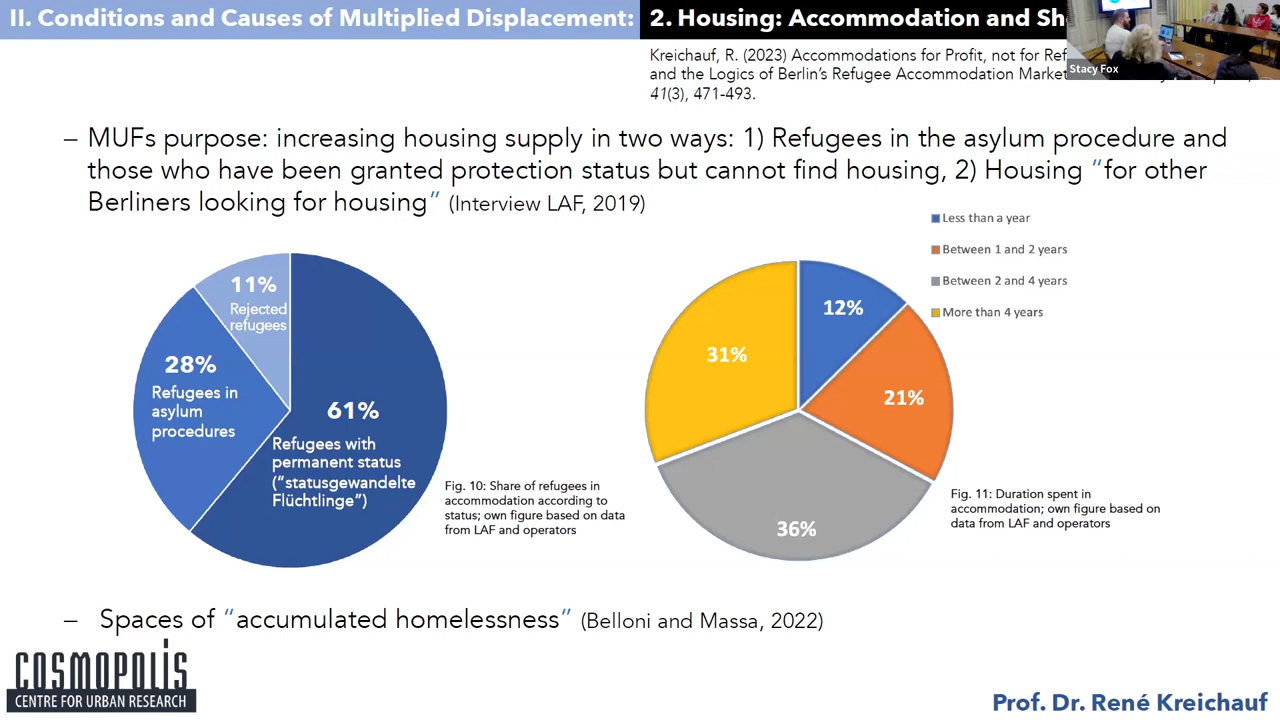 II. Conditions and Causes of Multiplied Displacement:
2. Housing: Accommodation and Sh
Kreichauf, R. (2023) Accommodations for Profit, not for Ref
and the Logics of Berlin's Refugee Accommodation Market
41(3), 471-493.
Stacy Fox
– MUFs purpose: increasing housing supply in two ways: 1) Refugees in the asylum procedure and
those who have been granted protection status but cannot find housing, 2) Housing “for other
Berliners looking for housing” (Interview LAF, 2019)
11%
Rejected
refugees
28%
Refugees in
asylum
procedures
61%
Refugees with
permanent status
(“statusgewandelte
Flüchtlinge”)
Fig. 10: Share of refugees in
accommodation according to
status; own figure based on data
from LAF and operators
Less than a year
Between 1 and 2 years
Between 2 and 4 years
More than 4 years
12%
31%
21%
36%
Fig. 11: Duration spent in
accommodation; own figure based on
data from LAF and operators
– Spaces of “accumulated homelessness” (Belloni and Massa, 2022)
COSMOPOLIS
CENTRE FOR URBAN RESEARCH
Prof. Dr. René Kreichauf